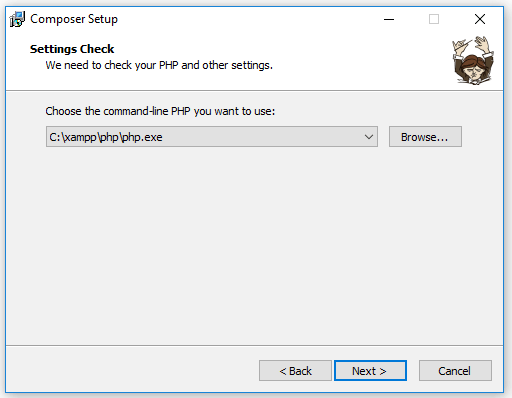 Composer Setup
Settings Check
We need to check your PHP and other settings.
Choose the command-line PHP you want to use:
C:\xampp\php\php.exe
Browse...
< Back
Next >
Cancel